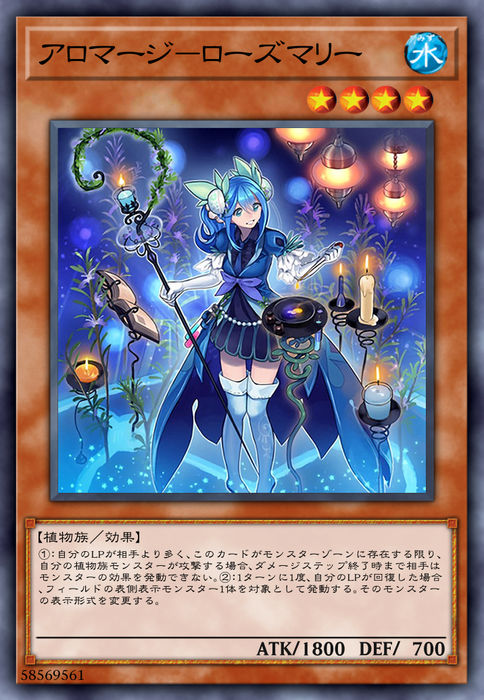 アロマージ－ローズマリー
みず
水
【植物族／効果】
①：自分のLPが相手より多く、このカードがモンスターゾーンに存在する限り、
自分の植物族モンスターが攻撃する場合、ダメージステップ終了時まで相手は
モンスターの効果を発動できない。②：1ターンに1度、自分のLPが回復した場合、
フィールドの表側表示モンスター1体を対象として発動する。そのモンスター
の表示形式を変更する。
ATK/1800 DEF/ 700
58569561